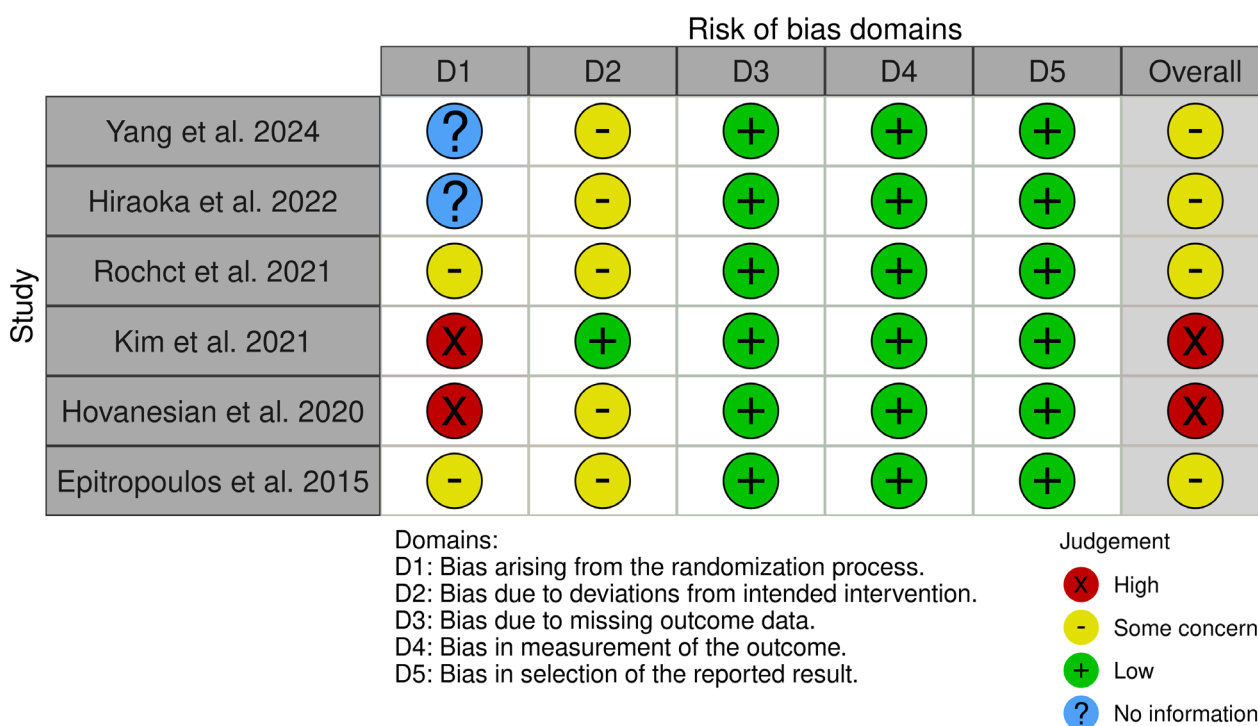 Risk of bias domains
D1 D2 D3 D4 D5 Overall
Study
Yang et al. 2024 ? - + + + -
Hiraoka et al. 2022 ? - + + + -
Rochct et al. 2021 - - + + + -
Kim et al. 2021 X + + + + X
Hovanesian et al. 2020 X - + + + X
Epitropoulos et al. 2015 - - + + + -
Domains:
D1: Bias arising from the randomization process.
D2: Bias due to deviations from intended intervention.
D3: Bias due to missing outcome data.
D4: Bias in measurement of the outcome.
D5: Bias in selection of the reported result.
Judgement
X High
- Some concern
+ Low
? No information